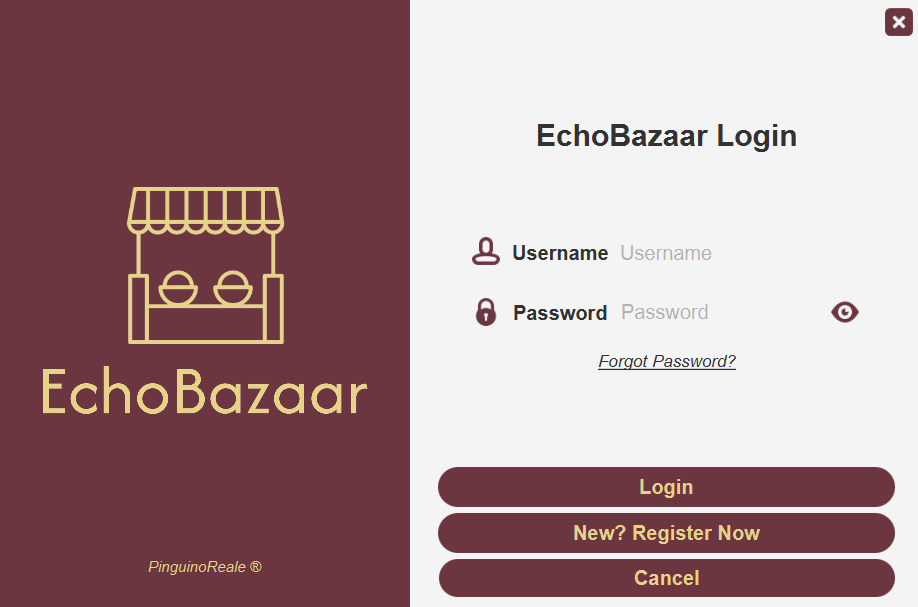 EchoBazaar
PinguinoReale ®
EchoBazaar Login
Username Username
Password Password
Forgot Password?
Login
New? Register Now
Cancel